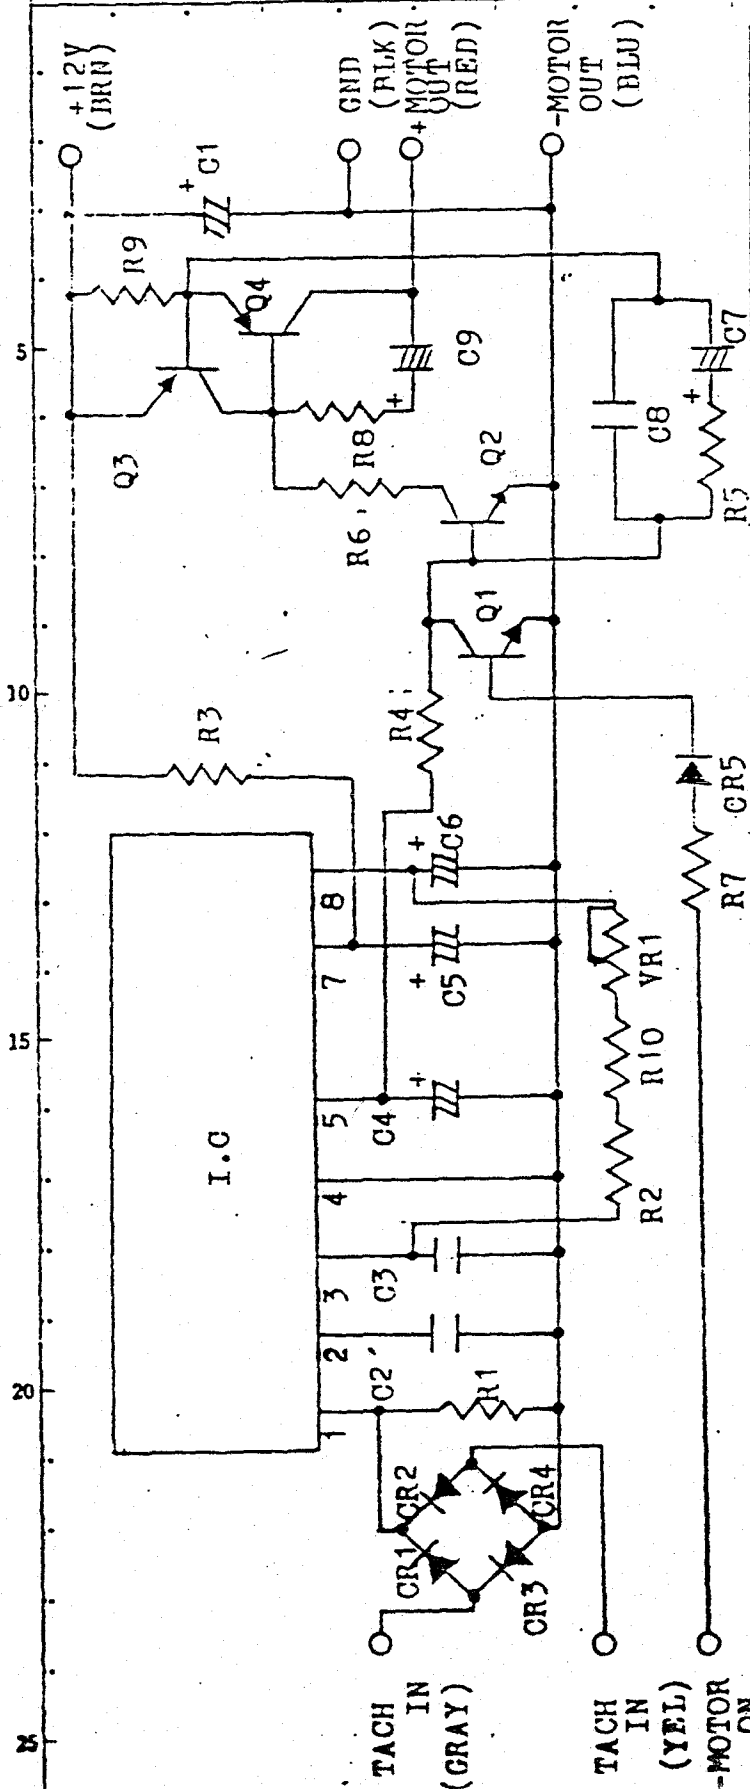 +12V
(BRN)
GND
(BLK)
+MOTOR
OUT
(RED)
-MOTOR
OUT
(BLU)
+
C1
R9
Q4
5
C9
+
C7
+
C8
R5
Q3
R8
R6
Q2
Q1
10
R3
R4
CR5
R7
+
C6
8
7
+
C5
VR1
R10
R2
15
I.C
5
+
C4
4
3
C3
2
C2
R1
1
20
CR2
CR4
CR1
CR3
TACH
IN
(GRAY)
TACH
IN
(YEL)
-MOTOR
ON
25